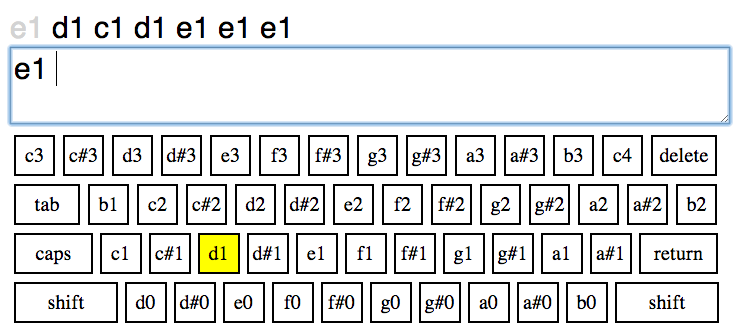 e1 d1 c1 d1 e1 e1 e1
e1
c3 c#3 d3 d#3 e3 f3 f#3 g3 g#3 a3 a#3 b3 c4 delete
tab b1 c2 c#2 d2 d#2 e2 f2 f#2 g2 g#2 a2 a#2 b2
caps c1 c#1 d1 d#1 e1 f1 f#1 g1 g#1 a1 a#1 return
shift d0 d#0 e0 f0 f#0 g0 g#0 a0 a#0 b0 shift